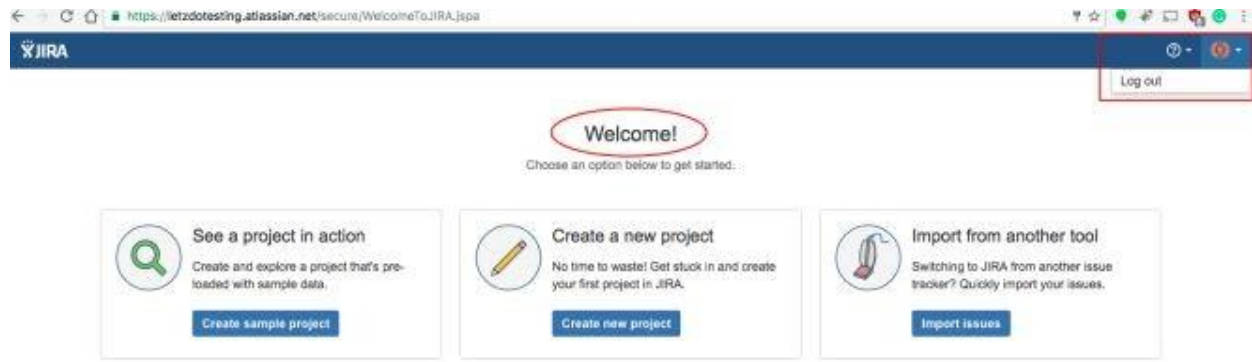 https://letzdotesting.atlassian.net/secure/WelcomeToJIRA.jspa
JIRA
Log out
Welcome!
Choose an option below to get started.
See a project in action
Create and explore a project that's pre-
loaded with sample data.
Create sample project
Create a new project
No time to waste! Get stuck in and create
your first project in JIRA.
Create new project
Import from another tool
Switching to JIRA from another issue
tracker? Quickly import your issues.
Import issues